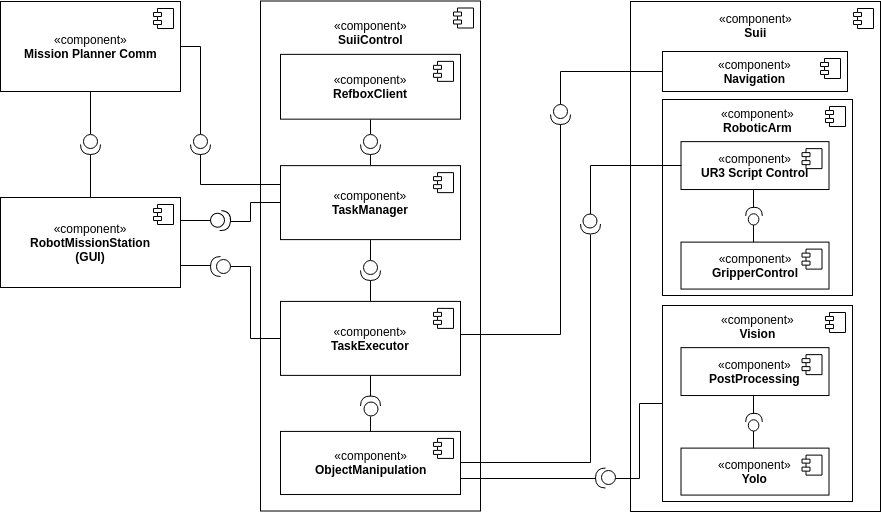 «component»
Mission Planner Comm
«component»
RobotMissionStation
(GUI)
«component»
SuiiControl
«component»
RefboxClient
«component»
TaskManager
«component»
TaskExecutor
«component»
ObjectManipulation
«component»
Suii
«component»
Navigation
«component»
RoboticArm
«component»
UR3 Script Control
«component»
GripperControl
«component»
Vision
«component»
PostProcessing
«Component»
Yolo